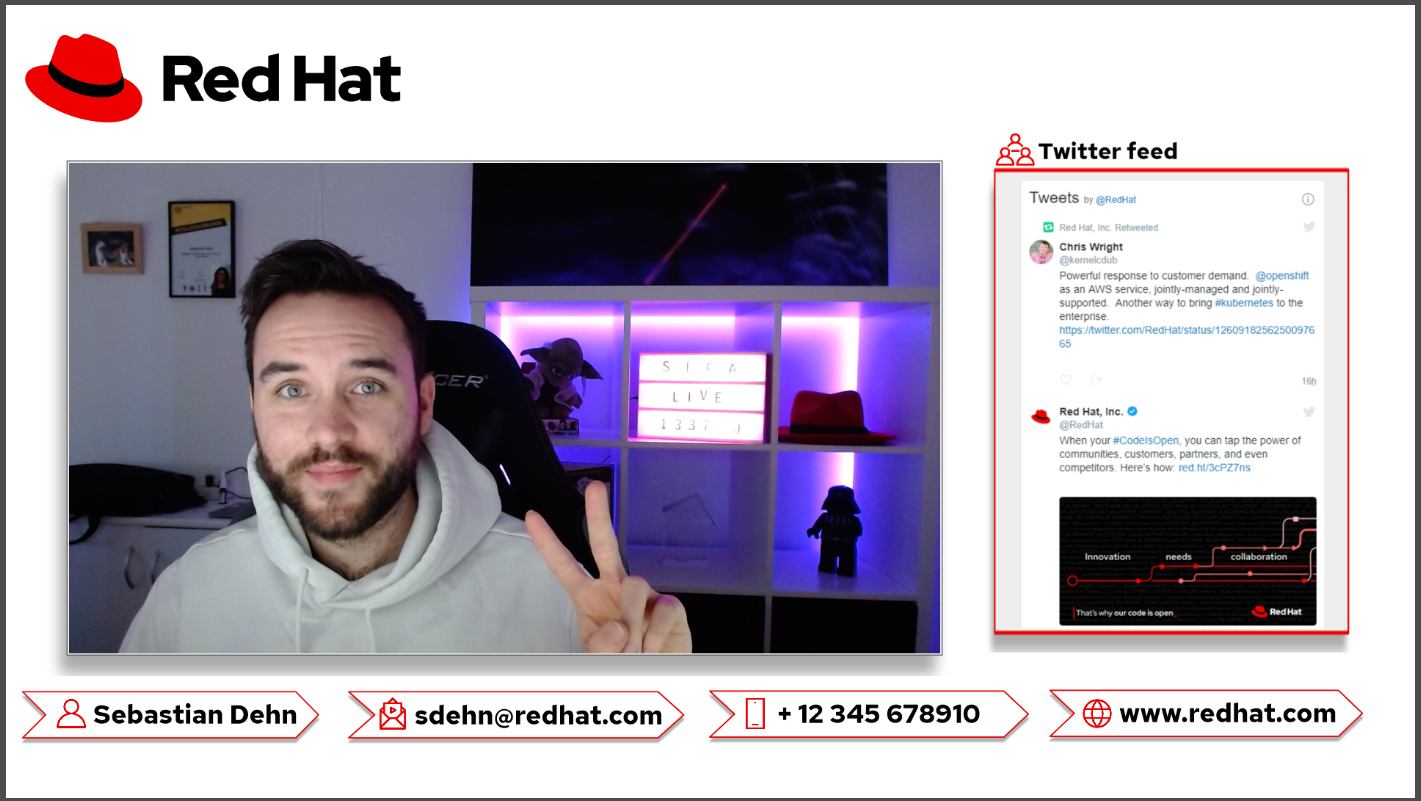 Red Hat
Twitter feed
Tweets by @RedHat
Red Hat, Inc. Retweeted
Chris Wright
@kernelcdub
Powerful response to customer demand. @openshift
as an AWS service, jointly-managed and jointly-
supported. Another way to bring #kubernetes to the
enterprise.
https://twitter.com/RedHat/status/12609182562500976
65
16h
Red Hat, Inc.
@RedHat
When your #CodeIsOpen, you can tap the power of
communities, customers, partners, and even
competitors. Here's how: red.ht/3cPZ7ns
Innovation needs collaboration
That's why our code is open_
Red Hat
LIVE
1337
Sebastian Dehn
sdehn@redhat.com
+ 12 345 678910
www.redhat.com